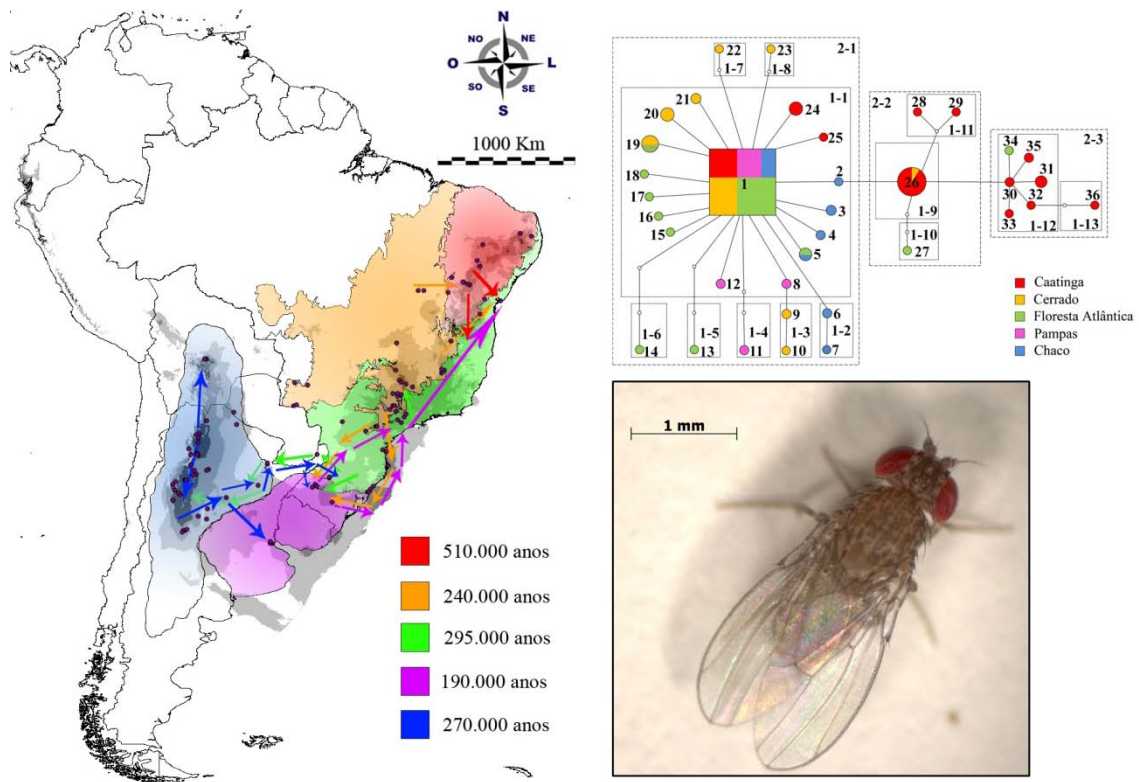 N
NO NE
O L
SO SE
S
1000 Km
510.000 anos
240.000 anos
295.000 anos
190.000 anos
270.000 anos
22 23 2-1
1-7 1-8
21 24 1-1
20
19 25
18 1 2
17 3
16 4
15 5
12 8
6
9
1-6 1-5 1-4 1-3 1-2
14 13 11 10 7
2-2 28 29
1-11
26
1-9
1-10
27
2-3
34 35
31
30 32 36
33 1-12 1-13
Caatinga
Cerrado
Floresta Atlântica
Pampas
Chaco
1 mm